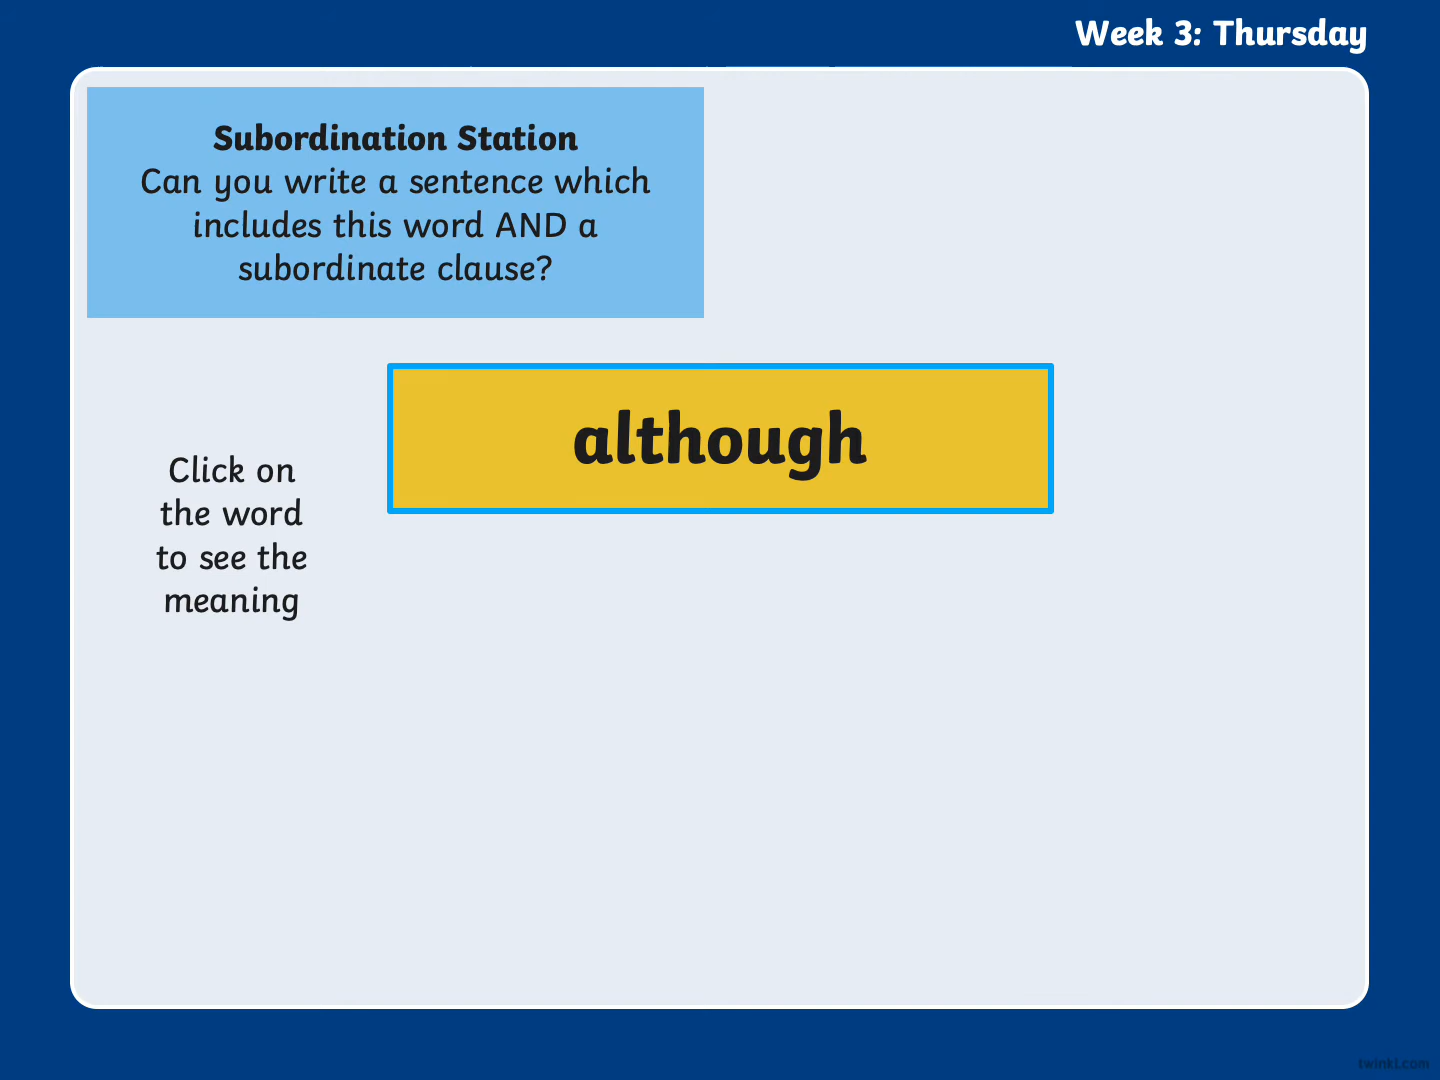 Week 3: Thursday
Subordination Station
Can you write a sentence which
includes this word AND a
subordinate clause?
although
Click on
the word
to see the
meaning
twinkl.com